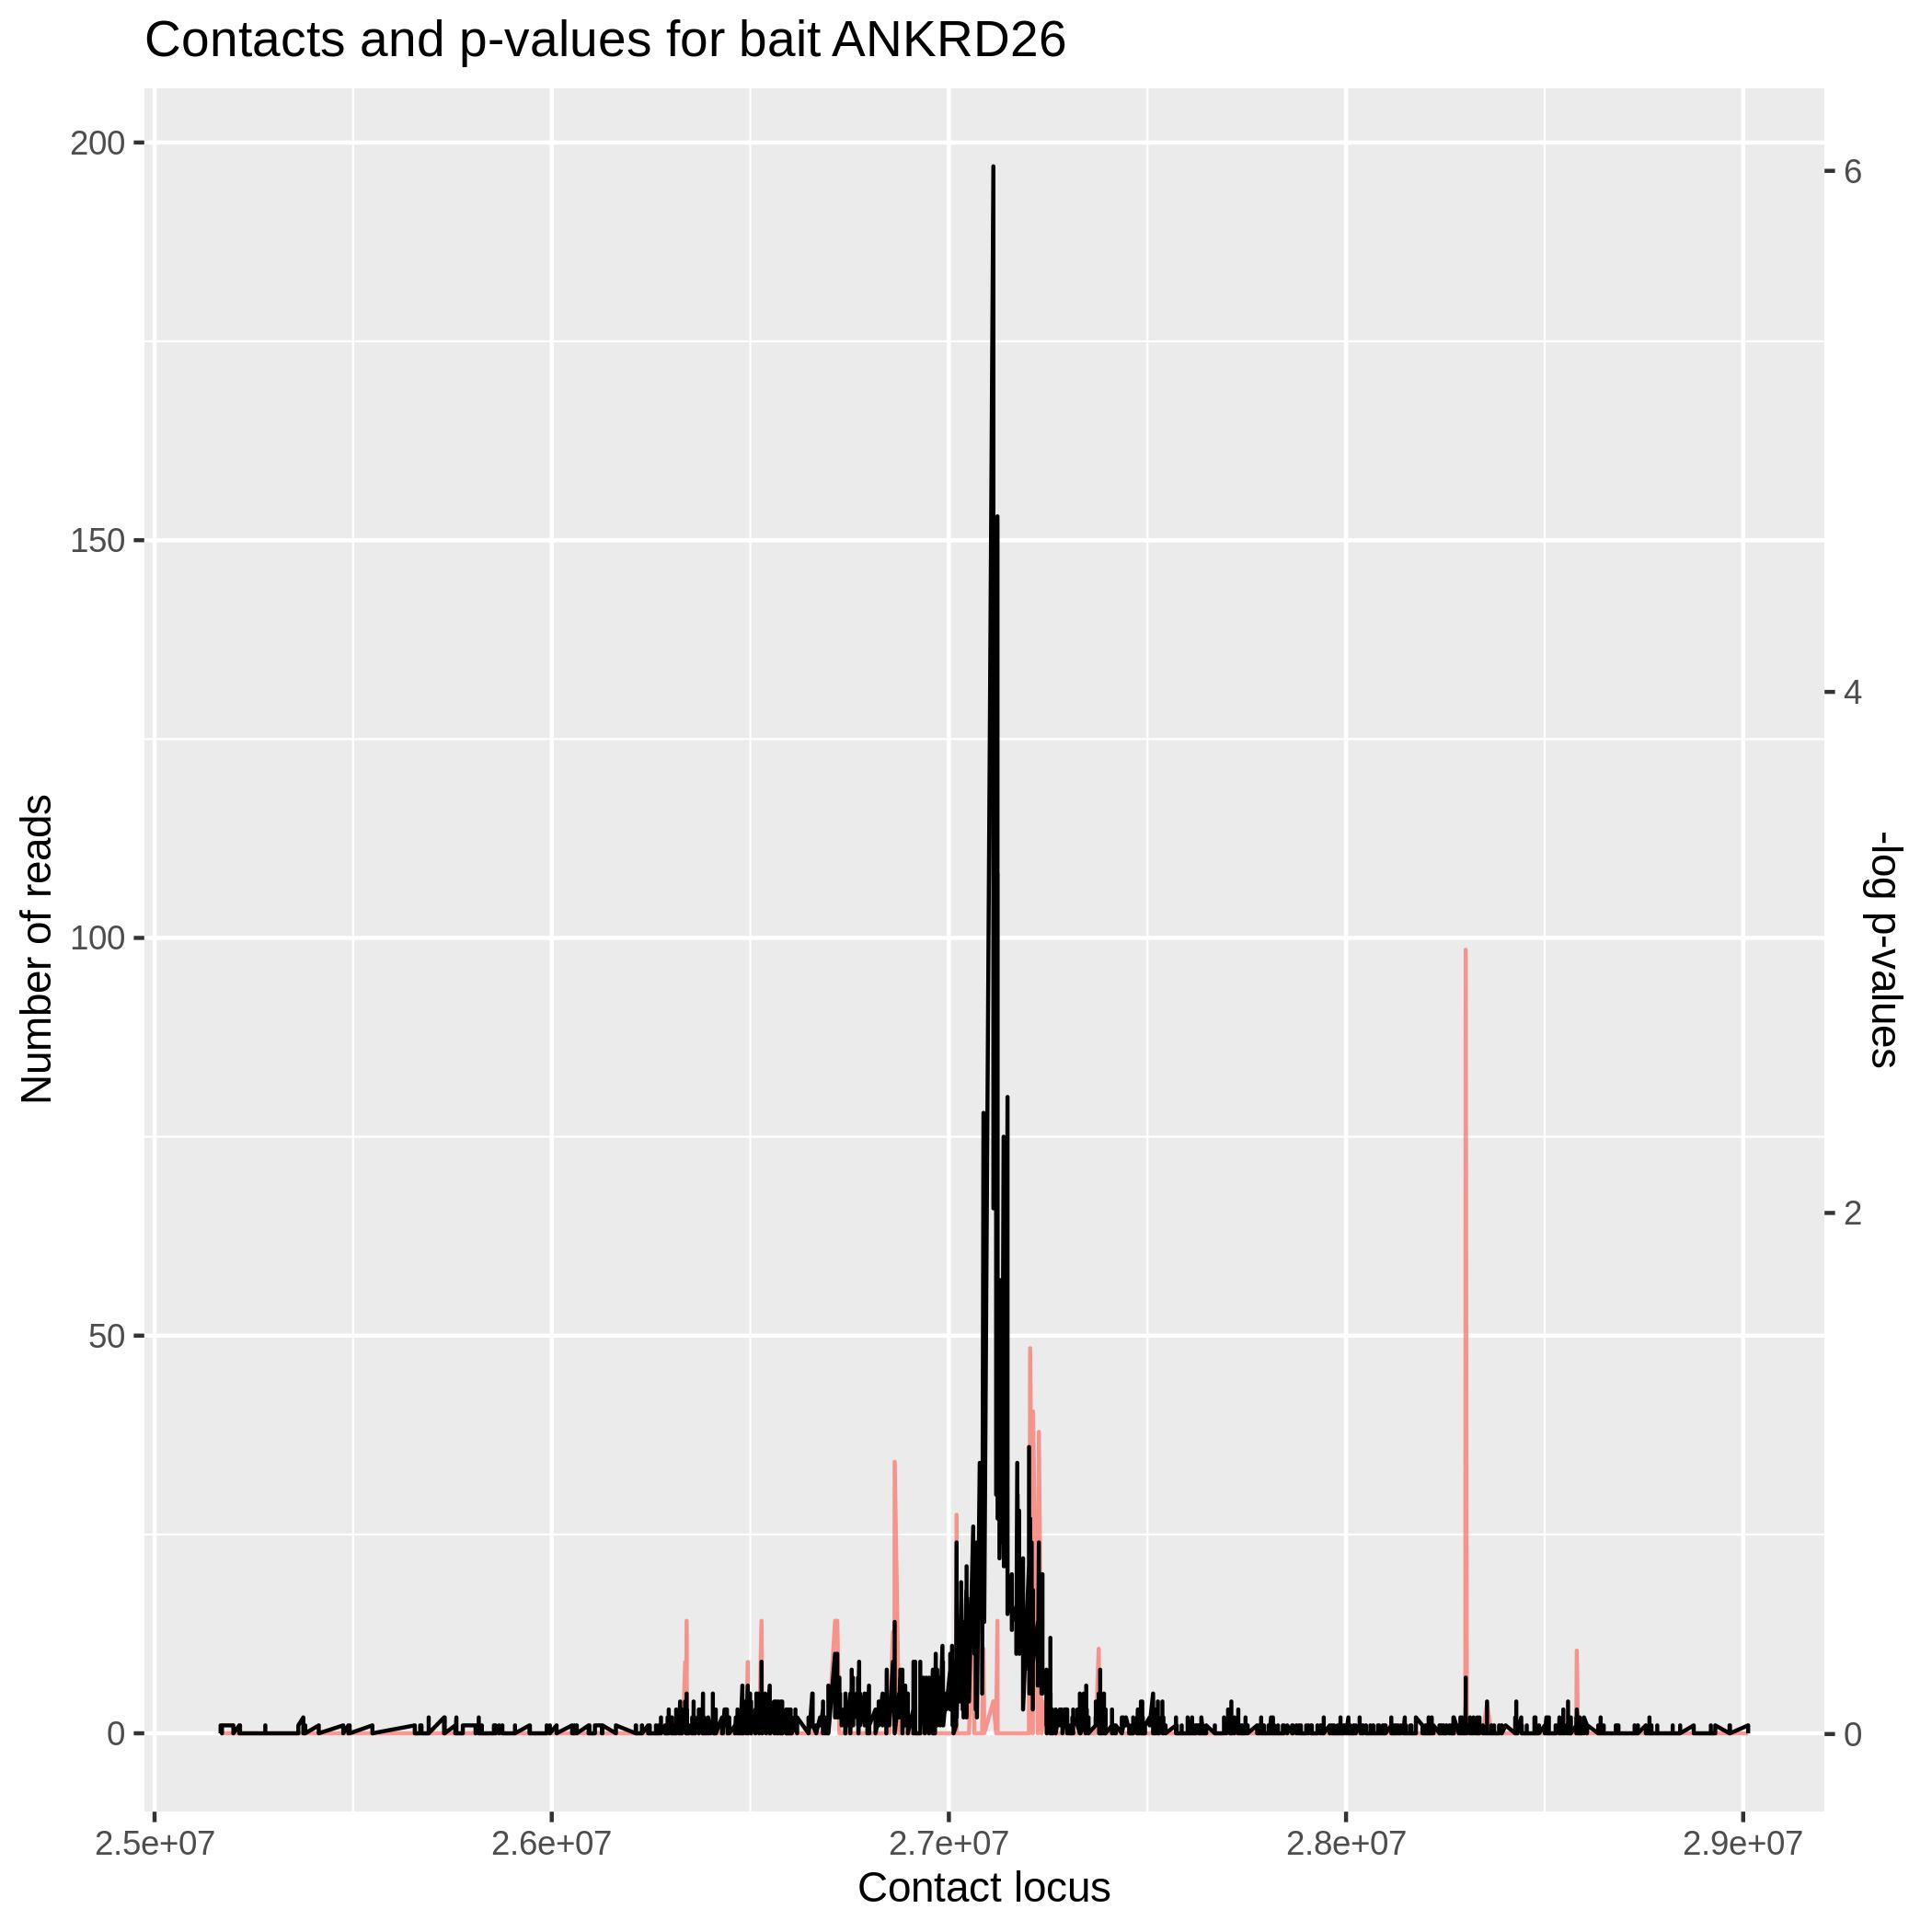 Contacts and p-values for bait ANKRD26
200
150
100
50
0
6
4
2
0
Number of reads
-log p-values
2.5e+07
2.6e+07
2.7e+07
2.8e+07
2.9e+07
Contact locus